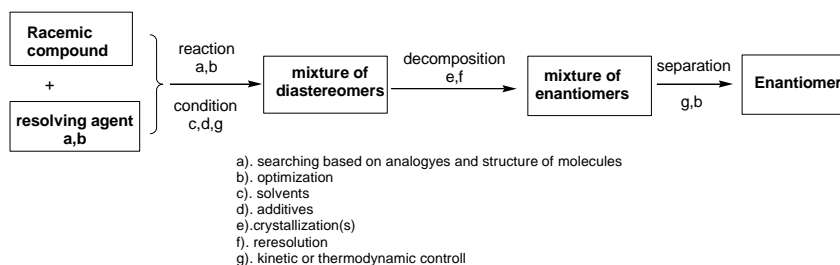 Racemic
compound
+
resolving agent
a,b
reaction
a,b
condition
c,d,g
mixture of
diastereomers
decomposition
e,f
mixture of
enantiomers
separation
g,b
Enantiomer
a). searching based on analogyes and structure of molecules
b). optimization
c). solvents
d). additives
e).crystallization(s)
f). reresolution
g). kinetic or thermodynamic controll